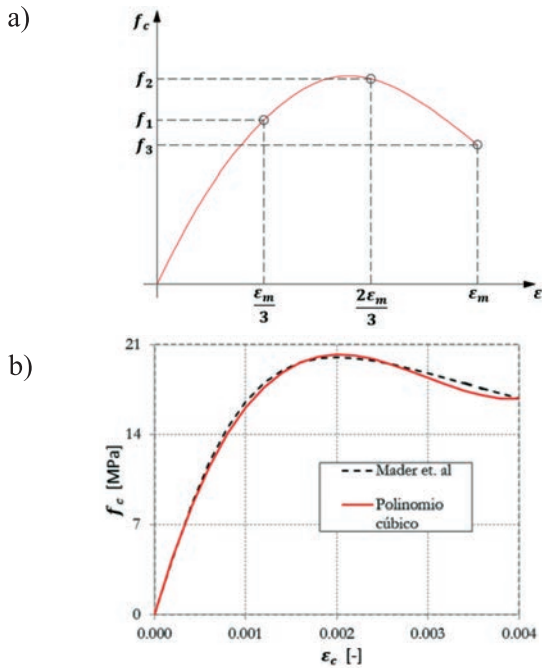 a)
f_c
f_2
f_1
f_3
ε_m/3
2ε_m/3
ε_m
ε
b)
21
14
7
0
f_c [MPa]
Mader et. al
Polinomio
cúbico
0.000
0.001
0.002
0.003
0.004
ε_c [-]